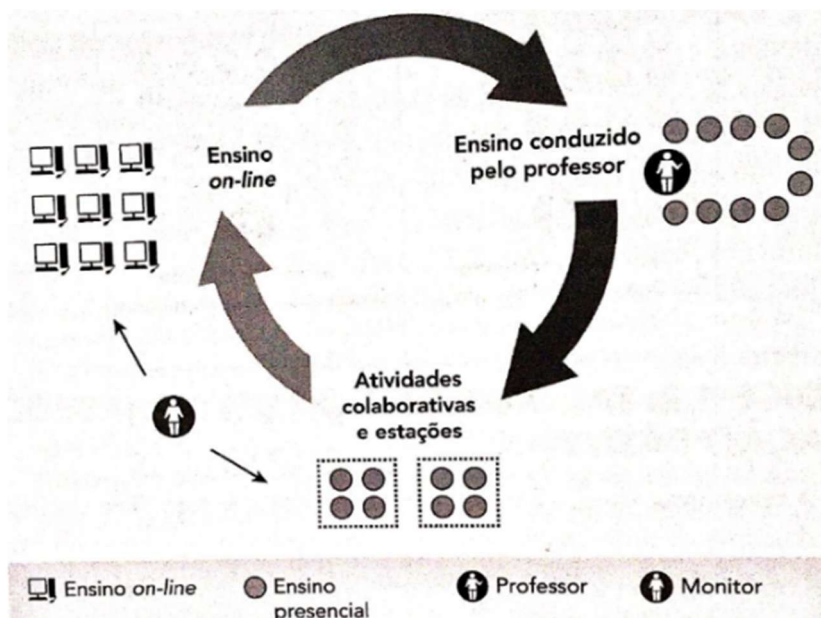 Ensino
on-line
Ensino conduzido
pelo professor
Atividades
colaborativas
e estações
Ensino on-line
Ensino
presencial
Professor
Monitor